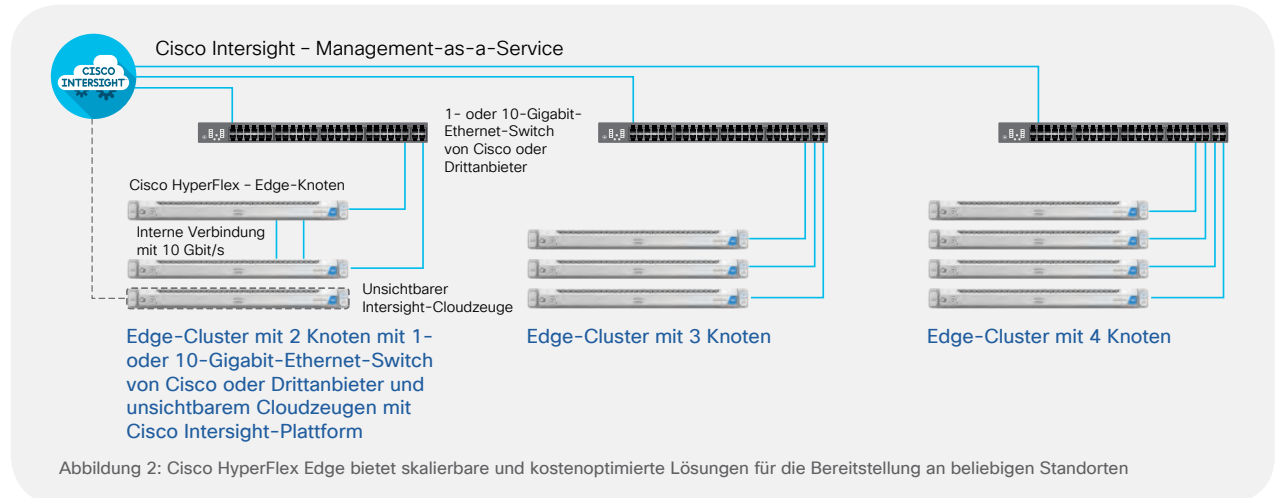 Cisco Intersight – Management-as-a-Service
CISCO
INTERSIGHT
1- oder 10-Gigabit-
Ethernet-Switch
von Cisco oder
Drittanbieter
Cisco HyperFlex – Edge-Knoten
Interne Verbindung
mit 10 Gbit/s
Unsichtbarer
Intersight-Cloudzeuge
Edge-Cluster mit 2 Knoten mit 1-
oder 10-Gigabit-Ethernet-Switch
von Cisco oder Drittanbieter und
unsichtbarem Cloudzeugen mit
Cisco Intersight-Plattform
Edge-Cluster mit 3 Knoten
Edge-Cluster mit 4 Knoten
Abbildung 2: Cisco HyperFlex Edge bietet skalierbare und kostenoptimierte Lösungen für die Bereitstellung an beliebigen Standorten